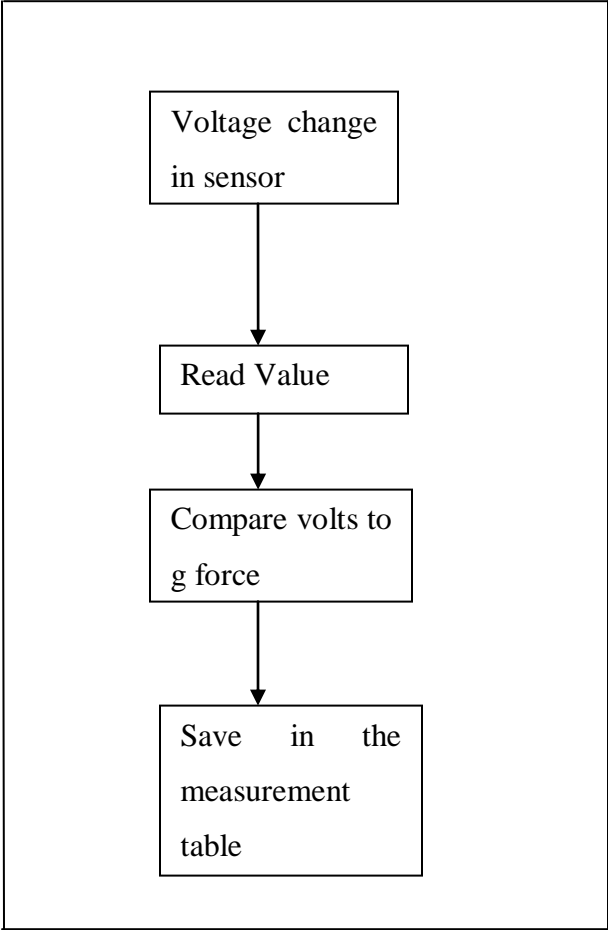 Voltage change
in sensor
Read Value
Compare volts to
g force
Save in the
measurement
table